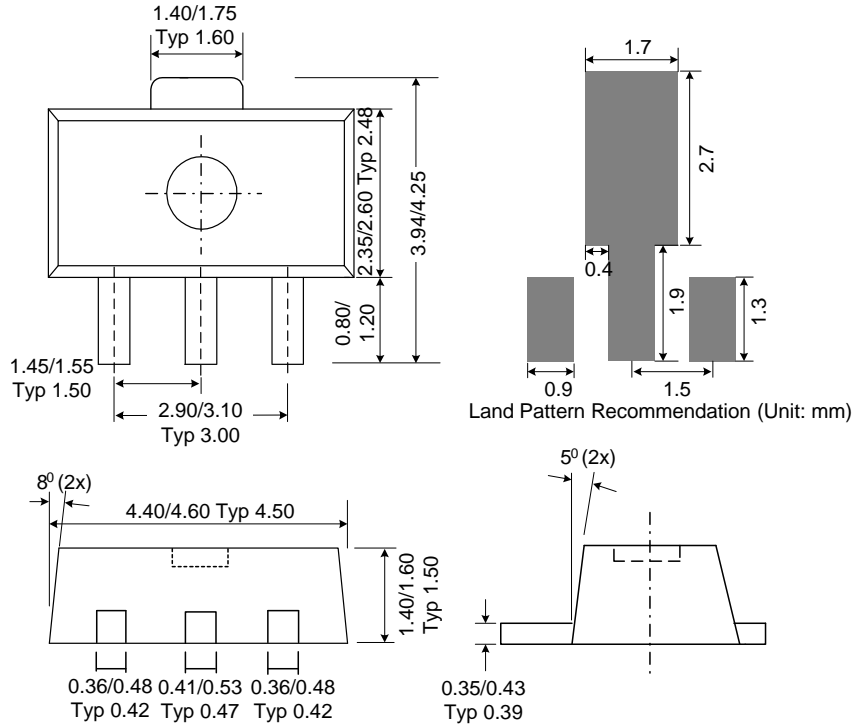 1.40/1.75
Typ 1.60
2.35/2.60 Typ 2.48
3.94/4.25
0.80/
1.20
1.45/1.55
Typ 1.50
2.90/3.10
Typ 3.00
1.7
2.7
0.4
1.9
1.3
0.9
1.5
Land Pattern Recommendation (Unit: mm)
8⁰ (2x)
4.40/4.60 Typ 4.50
1.40/1.60
Typ 1.50
0.36/0.48
Typ 0.42
0.41/0.53
Typ 0.47
0.36/0.48
Typ 0.42
5⁰ (2x)
0.35/0.43
Typ 0.39